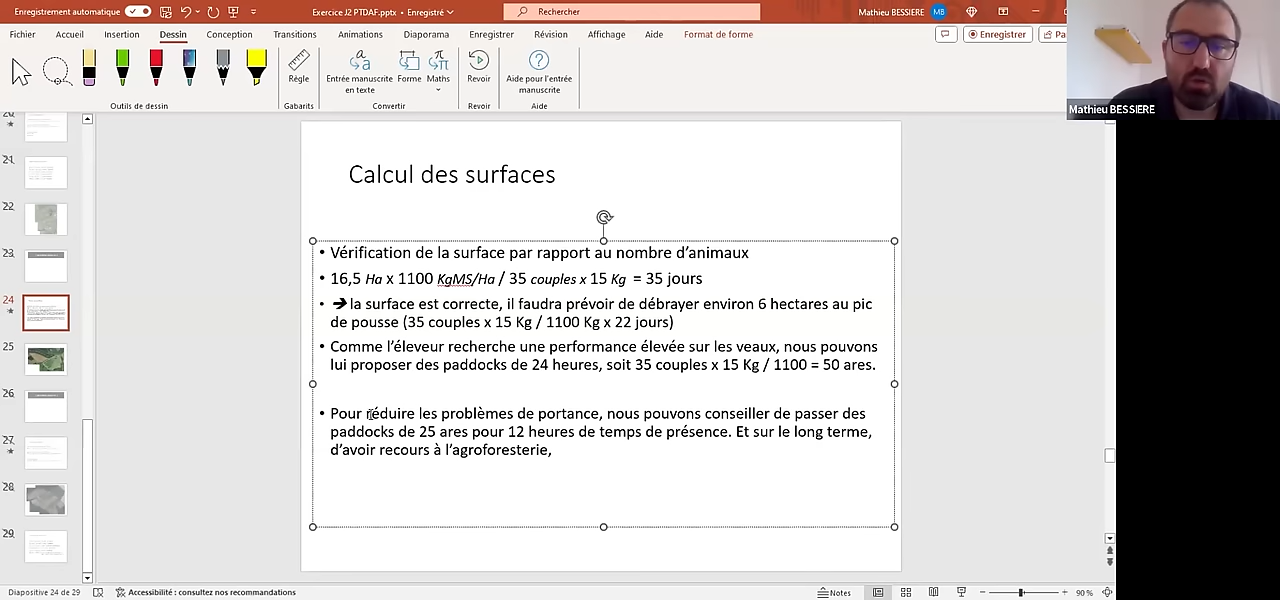 Enregistrement automatique
Exercice J2 PTDAF.pptx • Enregistré
Rechercher
Mathieu BESSIERE
MB
Fichier
Accueil
Insertion
Dessin
Conception
Transitions
Animations
Diaporama
Enregistrer
Révision
Affichage
Aide
Format de forme
Enregistrer
Règle
Entrée manuscrite
en texte
Forme
Maths
Revoir
Aide pour l'entrée
manuscrite
Outils de dessin
Gabarits
Convertir
Revoir
Aide
Mathieu BESSIERE
21
22
23
24
25
26
27
28
29
Calcul des surfaces
• Vérification de la surface par rapport au nombre d'animaux
• 16,5 Ha x 1100 KgMS/Ha / 35 couples x 15 Kg = 35 jours
• ➔ la surface est correcte, il faudra prévoir de débrayer environ 6 hectares au pic
de pousse (35 couples x 15 Kg / 1100 Kg x 22 jours)
• Comme l'éleveur recherche une performance élevée sur les veaux, nous pouvons
lui proposer des paddocks de 24 heures, soit 35 couples x 15 Kg / 1100 = 50 ares.
• Pour réduire les problèmes de portance, nous pouvons conseiller de passer des
paddocks de 25 ares pour 12 heures de temps de présence. Et sur le long terme,
d'avoir recours à l'agroforesterie,
Diapositive 24 de 29
Accessibilité : consultez nos recommandations
Notes
90 %